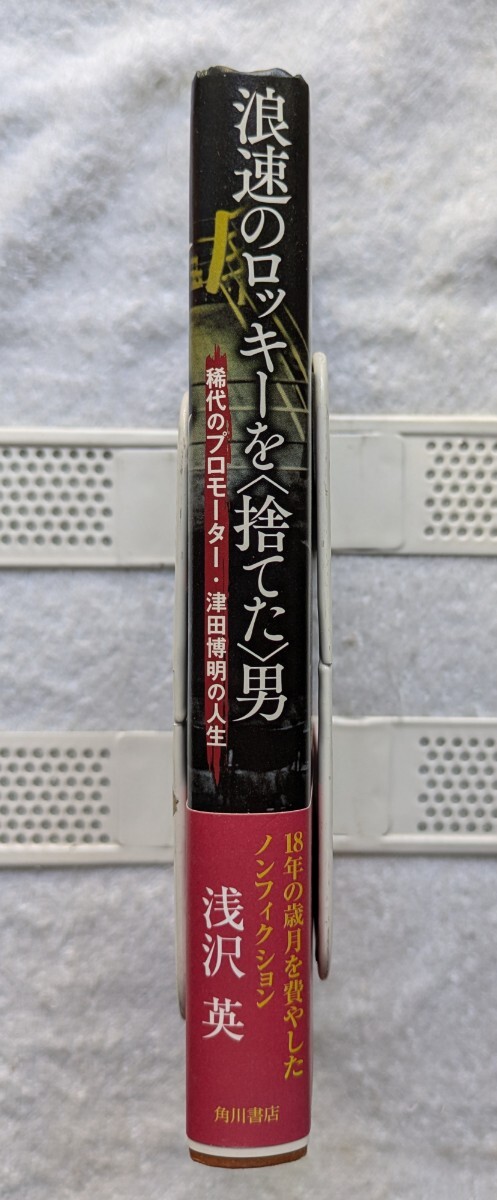 浪速のロッキーを〈捨てた〉男
稀代のプロモーター・津田博明の人生
18年の歳月を費やした
ノンフィクション
浅沢 英
角川書店